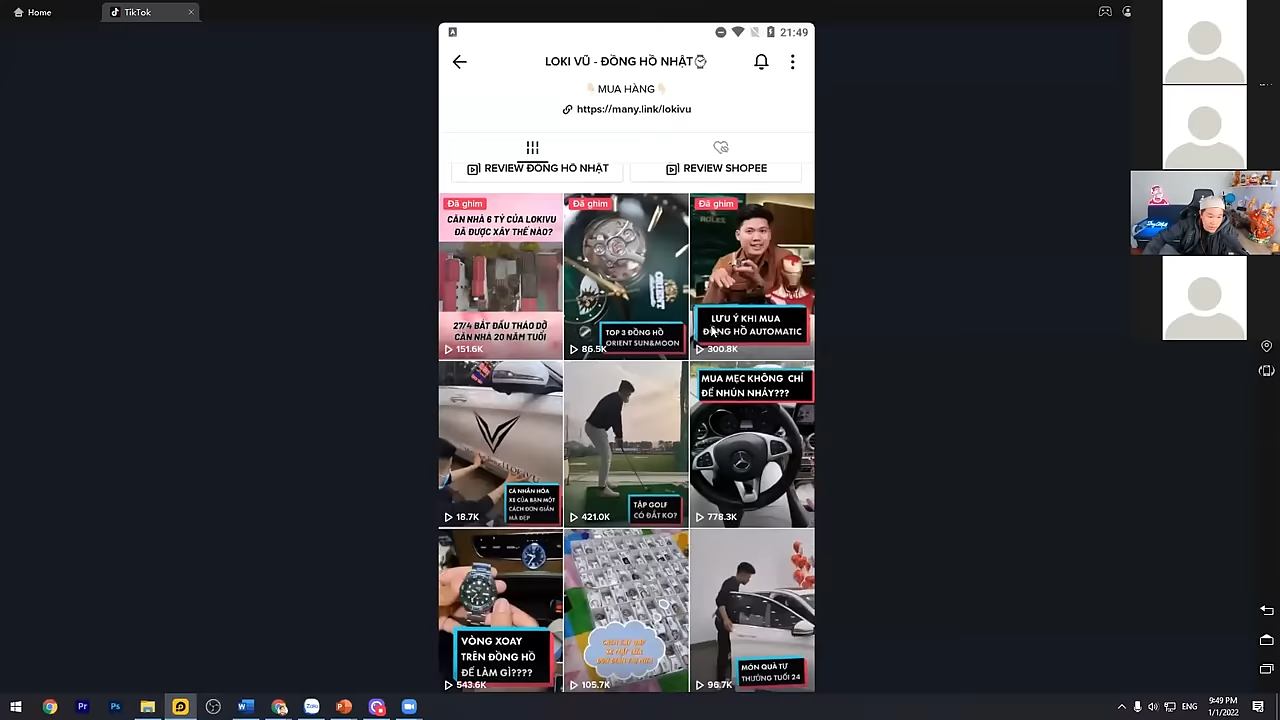 Home
TikTok
21:49
LOKI VŨ - ĐỒNG HỒ NHẬT
MUA HÀNG
https://many.link/lokivu
REVIEW ĐỒNG HỒ NHẬT
REVIEW SHOPEE
Đã ghim
CĂN NHÀ 6 TỶ CỦA LOKIVU
ĐÃ ĐƯỢC XÂY THẾ NÀO?
27/4 BẮT ĐẦU THÁO DỠ
CĂN NHÀ 20 NĂM TUỔI
151.6K
Đã ghim
ORIENT
TOP 3 ĐỒNG HỒ
ORIENT SUN&MOON
86.5K
Đã ghim
ROLEX
LƯU Ý KHI MUA
ĐỒNG HỒ AUTOMATIC
300.8K
CÁ NHÂN HÓA
XE CỦA BẠN MỘT
CÁCH ĐƠN GIẢN
MÀ ĐẸP
18.7K
TẬP GOLF
CÓ ĐẮT KO?
421.0K
MUA MẸC KHÔNG CHỈ
ĐỂ NHÚN NHẢY???
778.3K
VÒNG XOAY
TRÊN ĐỒNG HỒ
ĐỂ LÀM GÌ????
543.6K
105.7K
MÓN QUÀ TỰ
THƯỞNG TUỔI 24
96.7K
Pr
Ps
Zalo
ENG
9:49 PM
1/1/2022